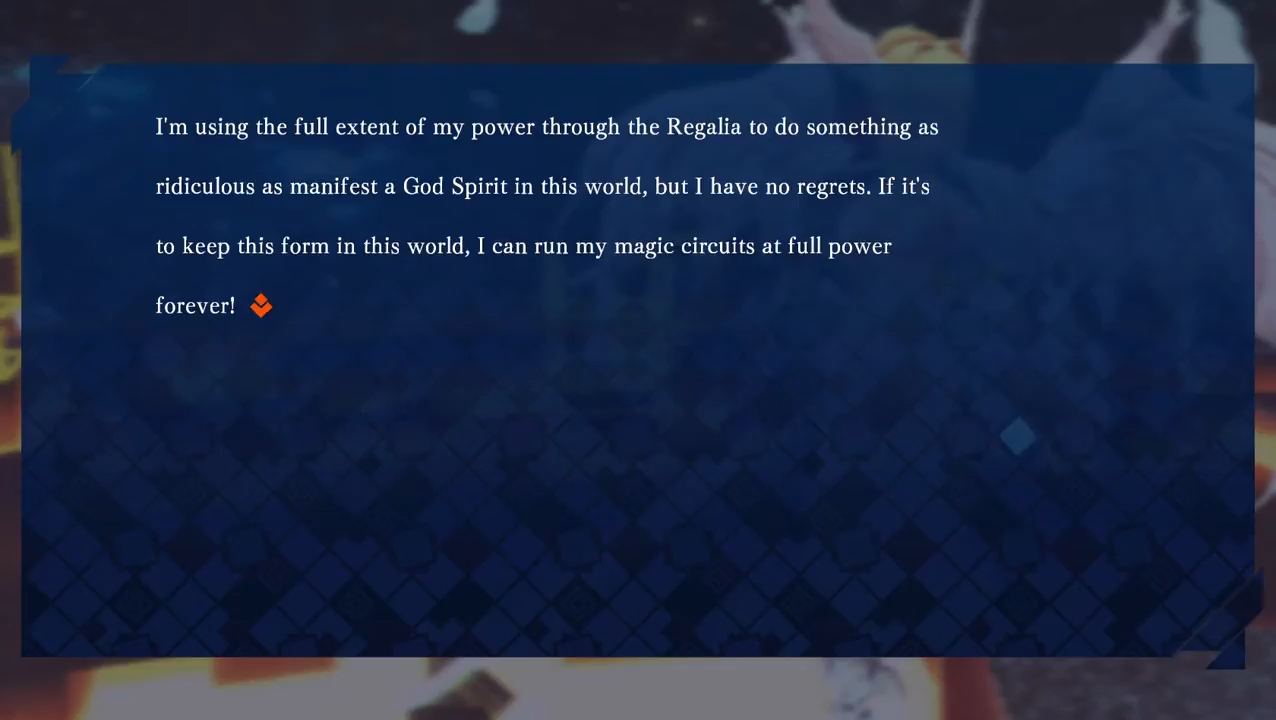 I'm using the full extent of my power through the Regalia to do something as
ridiculous as manifest a God Spirit in this world, but I have no regrets. If it's
to keep this form in this world, I can run my magic circuits at full power
forever!